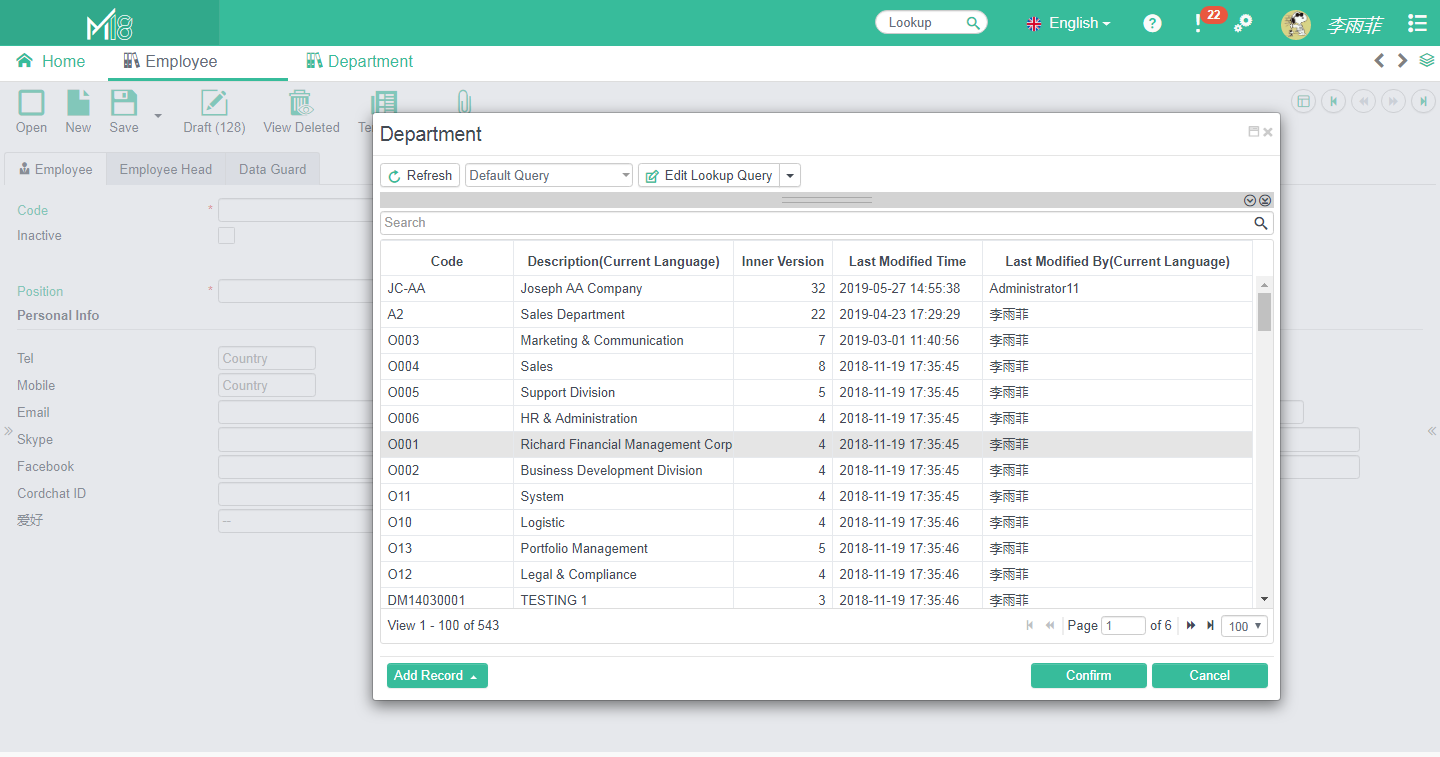 M18
Lookup
English
22
李雨菲
Home
Employee
Department
Open
New
Save
Draft (128)
View Deleted
Employee
Employee Head
Data Guard
Code *
Inactive
Position *
Personal Info
Tel Country
Mobile Country
Email
Skype
Facebook
Cordchat ID
爱好 --
Department
Refresh Default Query Edit Lookup Query
Search
Code Description(Current Language) Inner Version Last Modified Time Last Modified By(Current Language)
JC-AA Joseph AA Company 32 2019-05-27 14:55:38 Administrator11
A2 Sales Department 22 2019-04-23 17:29:29 李雨菲
O003 Marketing & Communication 7 2019-03-01 11:40:56 李雨菲
O004 Sales 8 2018-11-19 17:35:45 李雨菲
O005 Support Division 5 2018-11-19 17:35:45 李雨菲
O006 HR & Administration 4 2018-11-19 17:35:45 李雨菲
O001 Richard Financial Management Corp 4 2018-11-19 17:35:45 李雨菲
O002 Business Development Division 4 2018-11-19 17:35:45 李雨菲
O11 System 4 2018-11-19 17:35:45 李雨菲
O10 Logistic 4 2018-11-19 17:35:46 李雨菲
O13 Portfolio Management 5 2018-11-19 17:35:46 李雨菲
O12 Legal & Compliance 4 2018-11-19 17:35:46 李雨菲
DM14030001 TESTING 1 3 2018-11-19 17:35:46 李雨菲
View 1 - 100 of 543
Page 1 of 6 100
Add Record
Confirm
Cancel